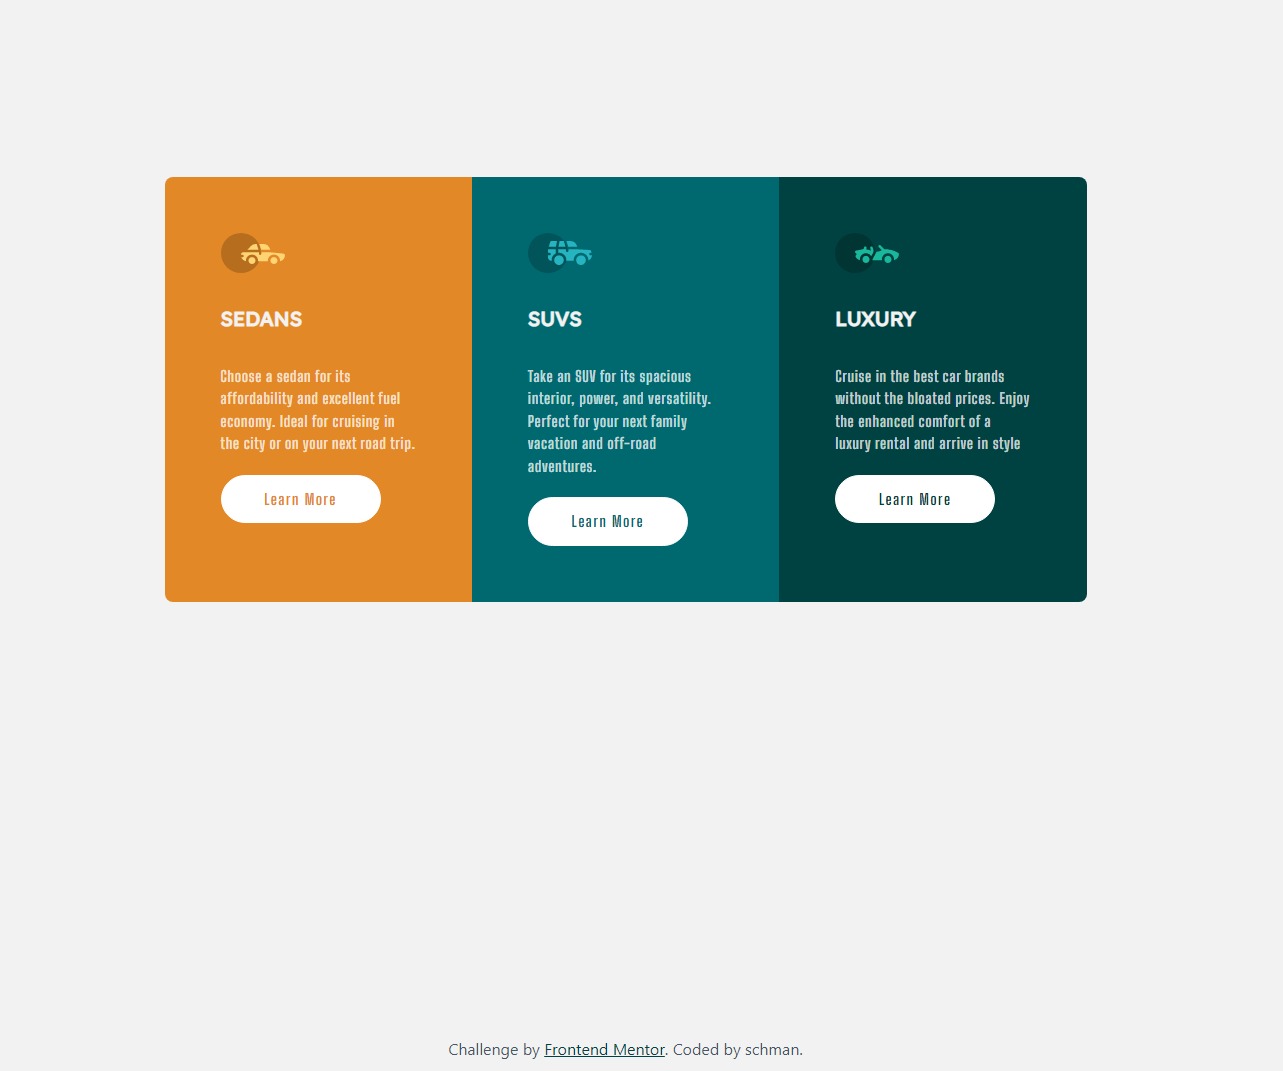 SEDANS
Choose a sedan for its
affordability and excellent fuel
economy. Ideal for cruising in
the city or on your next road trip.
Learn More
SUVS
Take an SUV for its spacious
interior, power, and versatility.
Perfect for your next family
vacation and off-road
adventures.
Learn More
LUXURY
Cruise in the best car brands
without the bloated prices. Enjoy
the enhanced comfort of a
luxury rental and arrive in style
Learn More
Challenge by Frontend Mentor. Coded by schman.